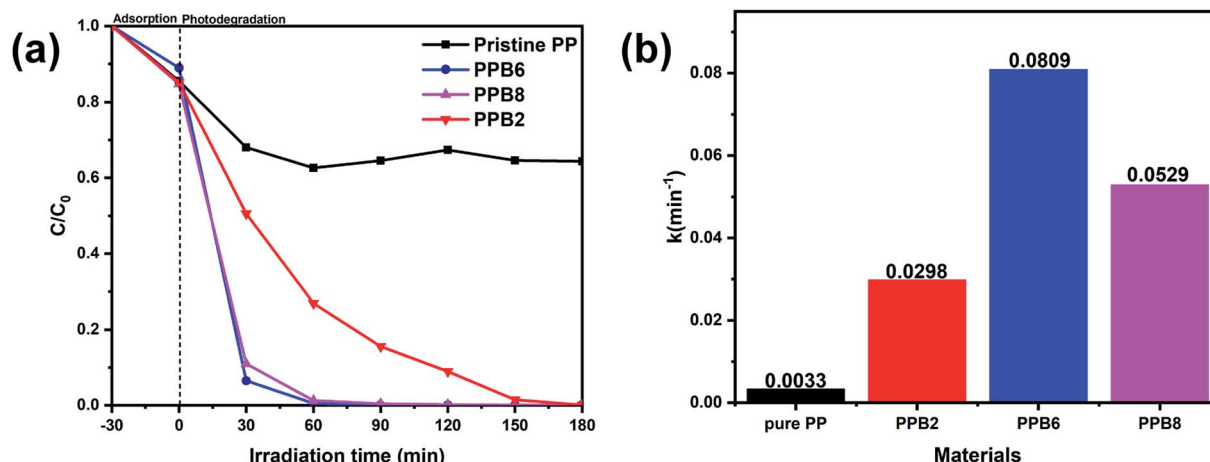 (a)
Adsorption
Photodegradation
Pristine PP
PPB6
PPB8
PPB2
C/C0
1.0
0.8
0.6
0.4
0.2
0.0
-30 0 30 60 90 120 150 180
Irradiation time (min)
(b)
k(min⁻¹)
0.08
0.06
0.04
0.02
0.00
0.0033
0.0298
0.0809
0.0529
pure PP PPB2 PPB6 PPB8
Materials